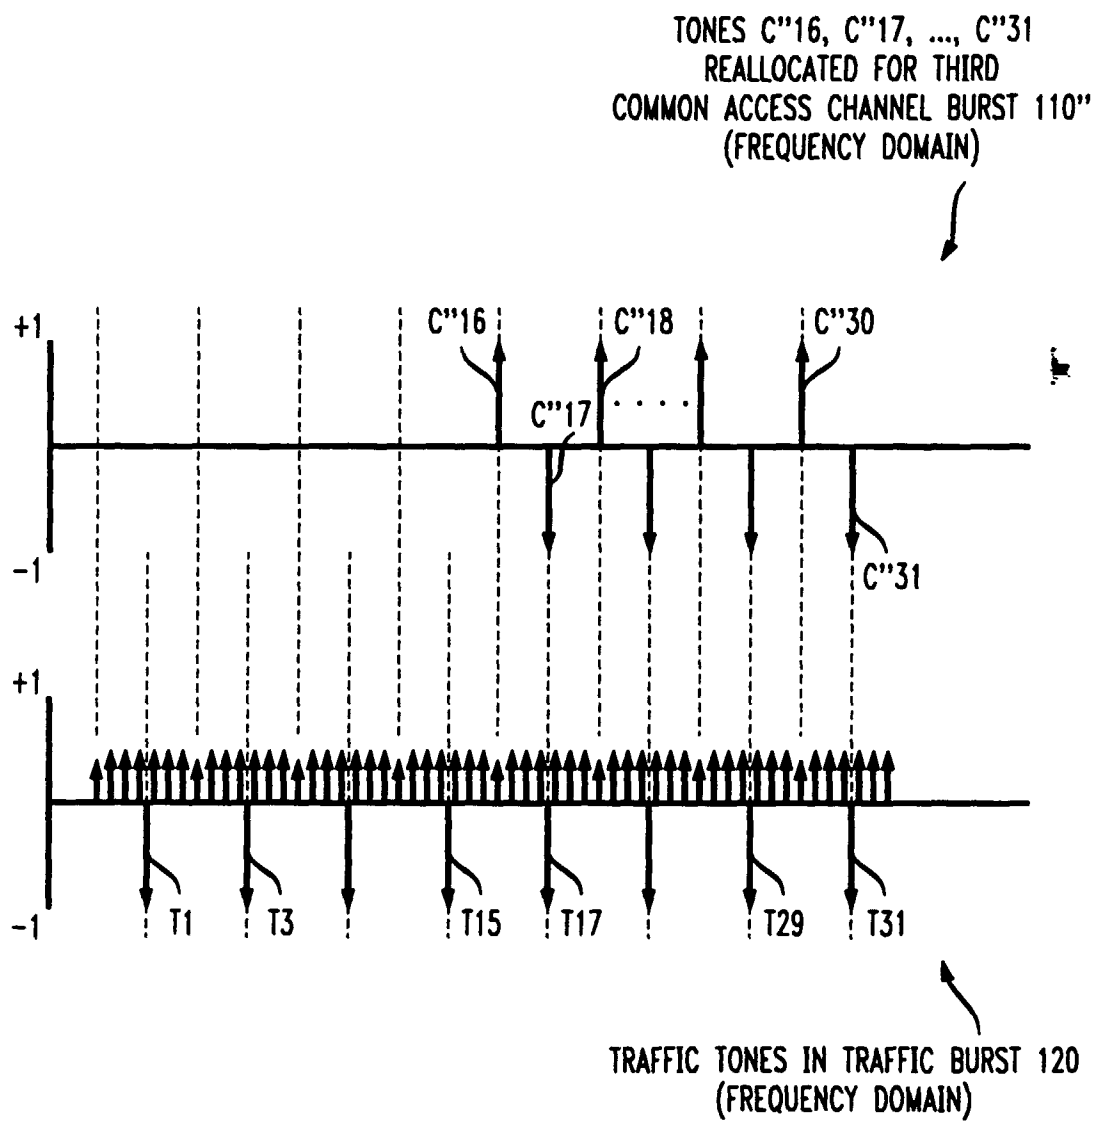 TONES C"16, C"17, ..., C"31
REALLOCATED FOR THIRD
COMMON ACCESS CHANNEL BURST 110"
(FREQUENCY DOMAIN)
+1
C"16
C"18
C"30
C"17
-1
C"31
+1
-1
T1
T3
T15
T17
T29
T31
TRAFFIC TONES IN TRAFFIC BURST 120
(FREQUENCY DOMAIN)